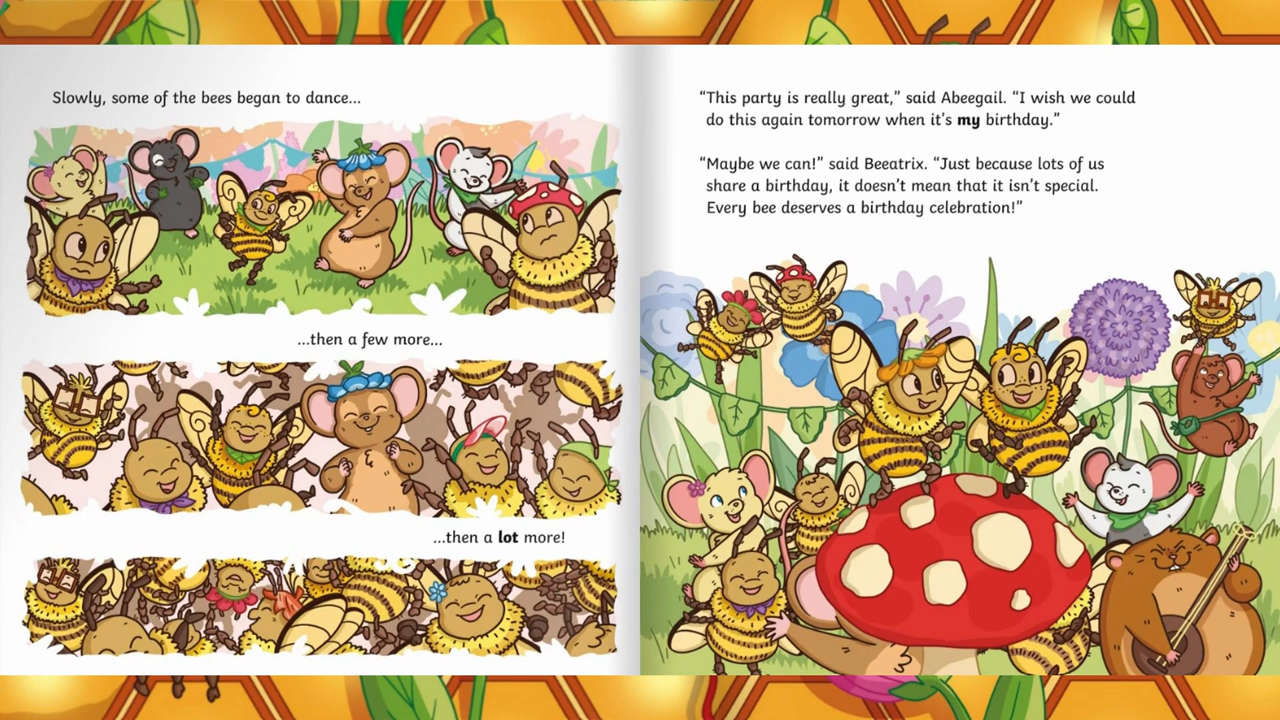 Slowly, some of the bees began to dance...
...then a few more...
...then a lot more!
“This party is really great,” said Abeegail. “I wish we could
do this again tomorrow when it’s my birthday.”
“Maybe we can!” said Beeatrix. “Just because lots of us
share a birthday, it doesn’t mean that it isn’t special.
Every bee deserves a birthday celebration!”